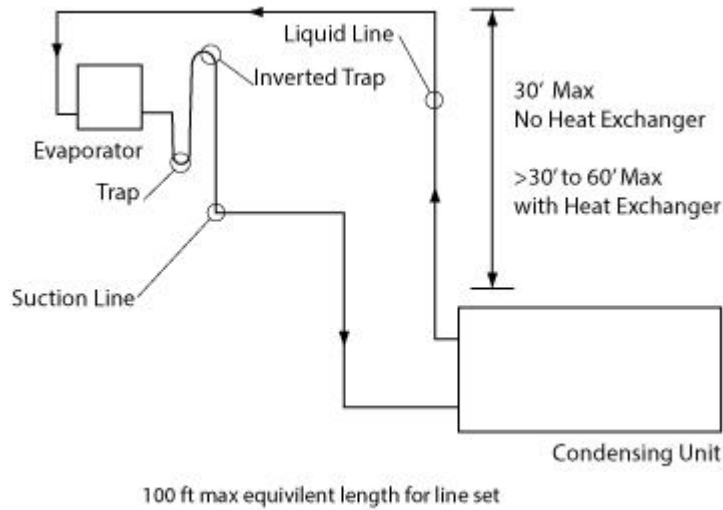 Liquid Line
Inverted Trap
Evaporator
Trap
Suction Line
30' Max
No Heat Exchanger
>30' to 60' Max
with Heat Exchanger
Condensing Unit
100 ft max equivilent length for line set